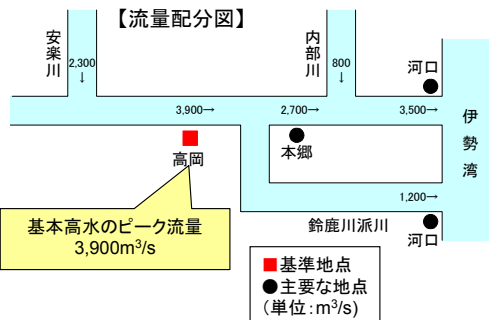 【流量配分図】
安楽川
2,300
↓
内部川
800
↓
河口
3,900→
2,700→
3,500→
伊勢湾
高岡
本郷
1,200→
基本高水のピーク流量
3,900m³/s
鈴鹿川派川
河口
■基準地点
●主要な地点
(単位:m³/s)